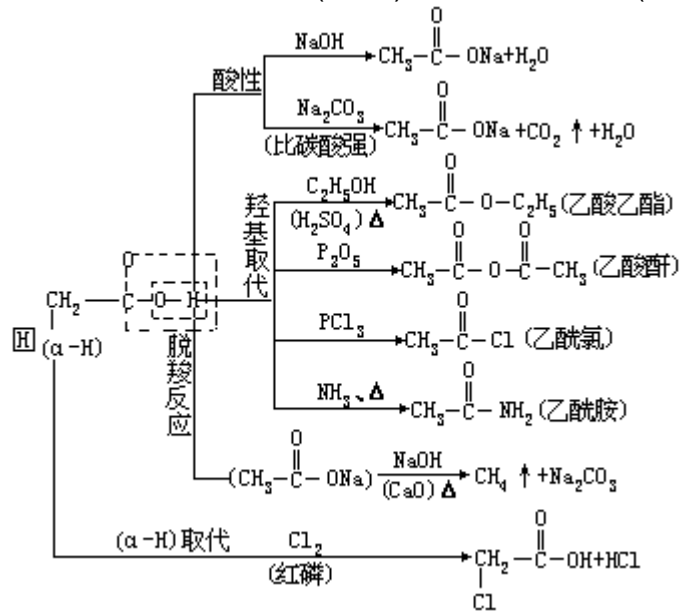 酸性
NaOH
O
CH₃-C-ONa+H₂O
Na₂CO₃
(比碳酸强)
O
CH₃-C-ONa+CO₂↑+H₂O
羟基取代
C₂H₅OH
(H₂SO₄)Δ
O
CH₃-C-O-C₂H₅(乙酸乙酯)
P₂O₅
O O
CH₃-C-O-C-CH₃(乙酸酐)
O
CH₂-C-O-H
H (α-H)
PCl₃
O
CH₃-C-Cl(乙酰氯)
脱羧反应
NH₃、Δ
O
CH₃-C-NH₂(乙酰胺)
O
(CH₃-C-ONa)
NaOH
(CaO)Δ
CH₄↑+Na₂CO₃
(α-H)取代
Cl₂
(红磷)
O
CH₂-C-OH+HCl
Cl